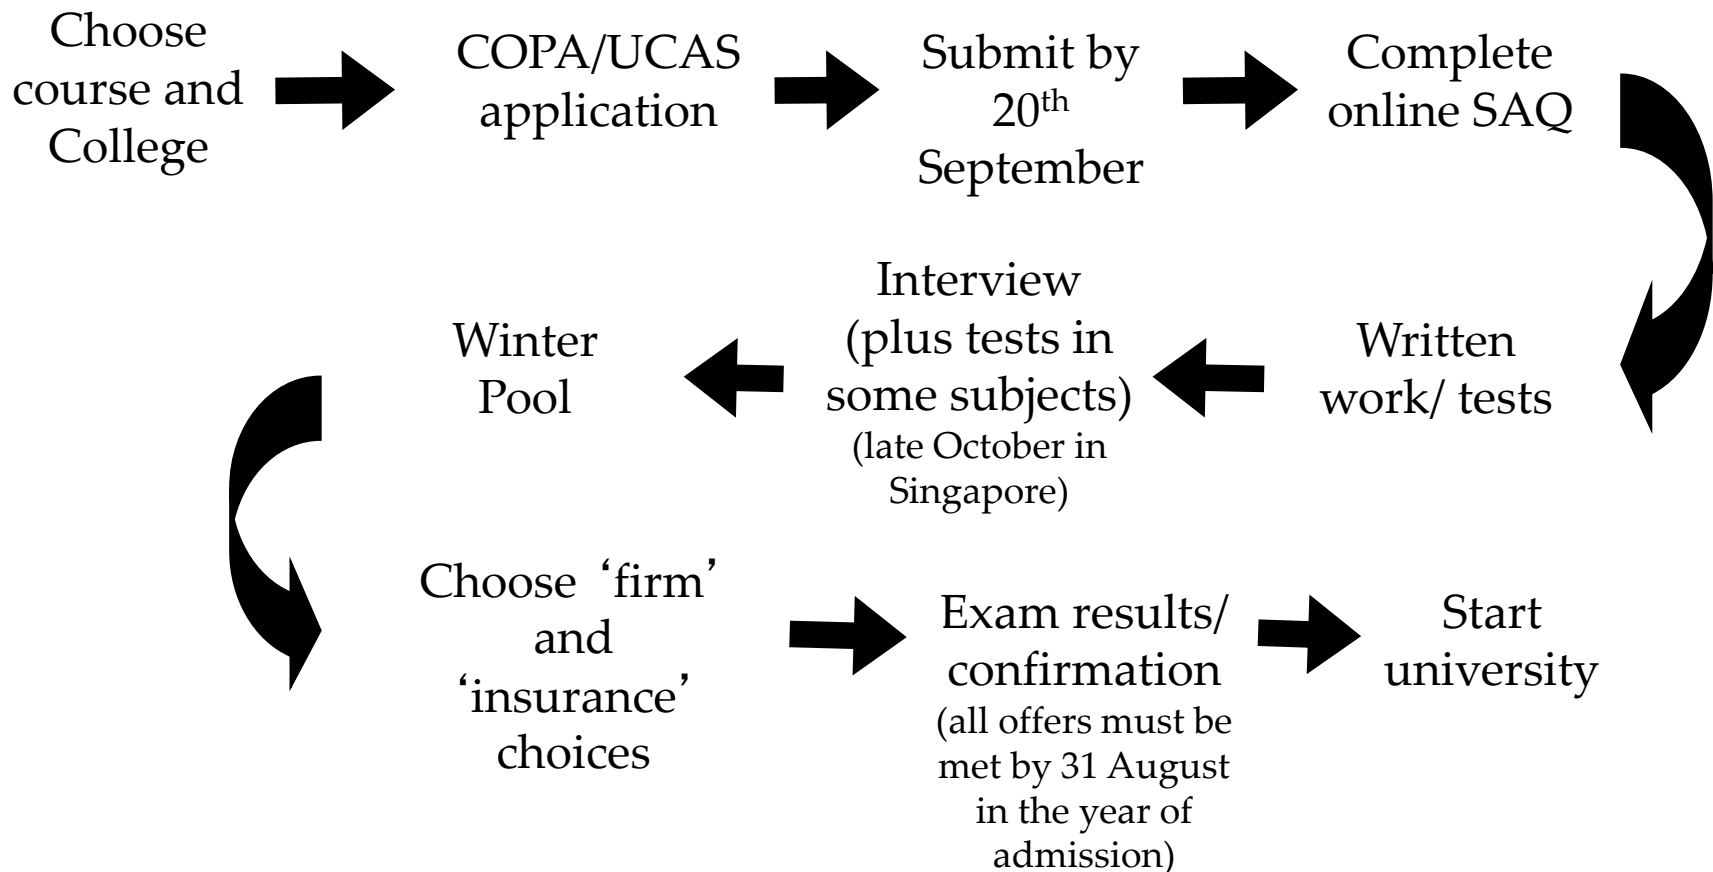 Choose
course and
College
COPA/UCAS
application
Submit by
20th
September
Complete
online SAQ
Written
work/ tests
Interview
(plus tests in
some subjects)
(late October in
Singapore)
Winter
Pool
Choose ‘firm’
and
‘insurance’
choices
Exam results/
confirmation
(all offers must be
met by 31 August
in the year of
admission)
Start
university